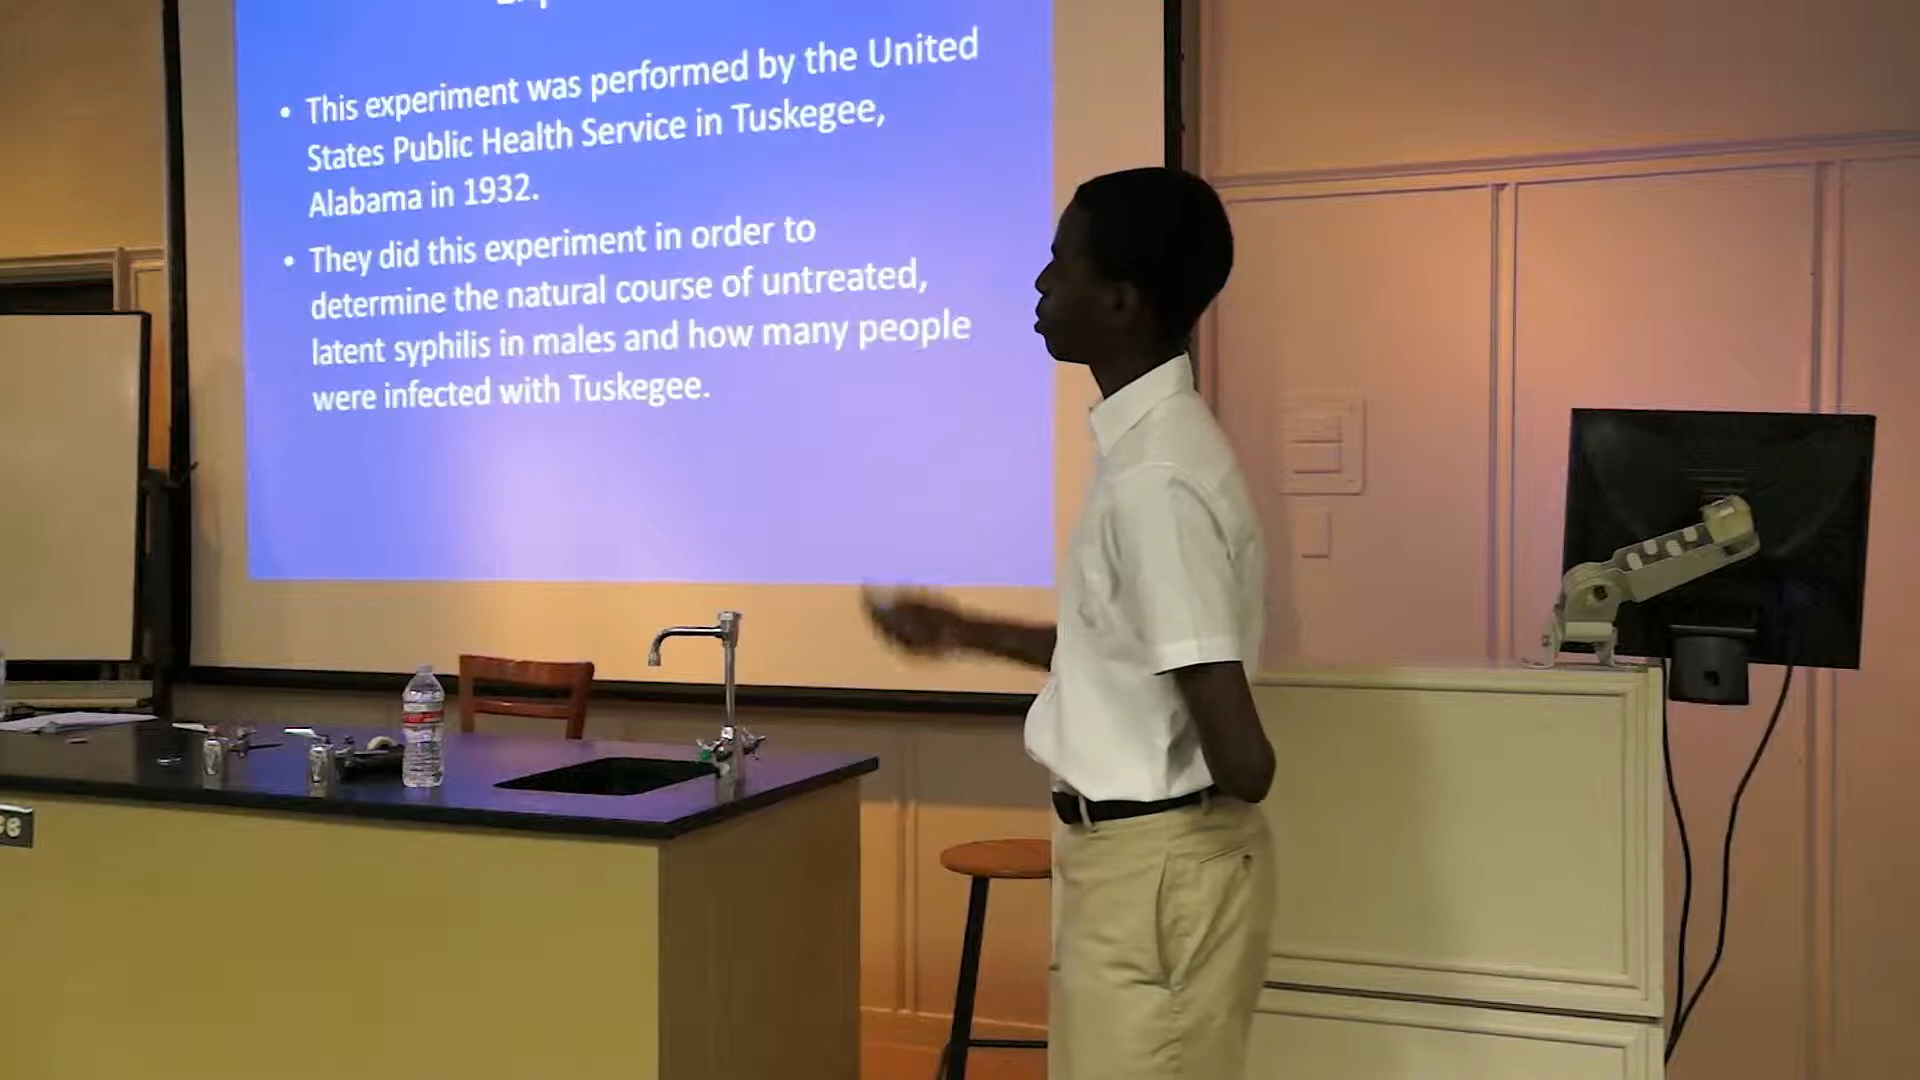 • This experiment was performed by the United
States Public Health Service in Tuskegee,
Alabama in 1932.
• They did this experiment in order to
determine the natural course of untreated,
latent syphilis in males and how many people
were infected with Tuskegee.